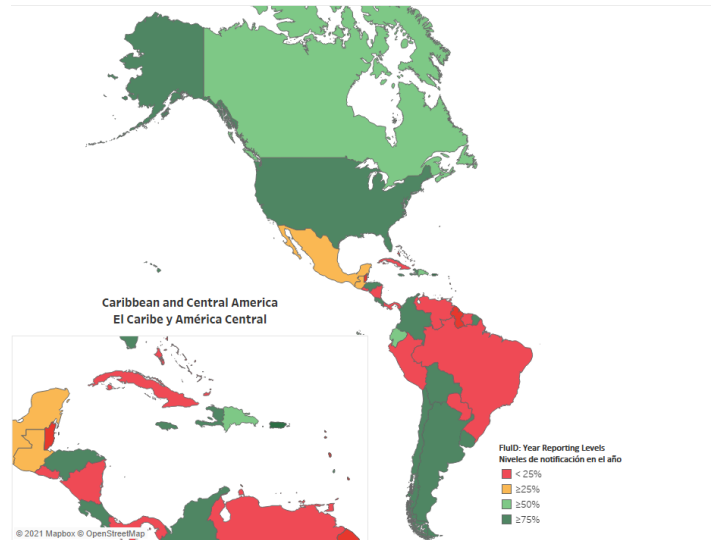 Caribbean and Central America
El Caribe y América Central
FluID: Year Reporting Levels
Niveles de notificación en el año
< 25%
≥25%
≥50%
≥75%
© 2021 Mapbox © OpenStreetMap